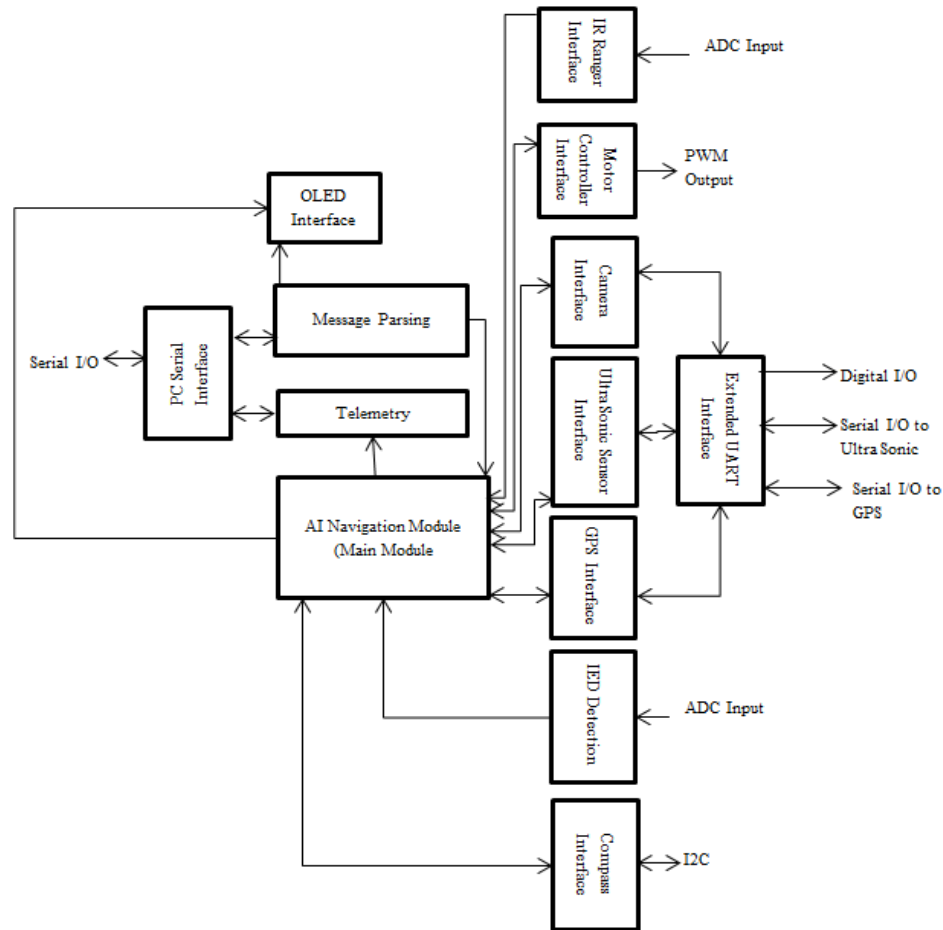 IR Ranger
Interface
ADC Input
Motor
Controller
Interface
PWM
Output
OLED
Interface
Camera
Interface
Message Parsing
Serial I/O
PC Serial
Interface
Telemetry
Ultra Sonic Sensor
Interface
Extended UART
Interface
Digital I/O
Serial I/O to
Ultra Sonic
Serial I/O to
GPS
AI Navigation Module
(Main Module
GPS Interface
IED Detection
ADC Input
Compass
Interface
I2C